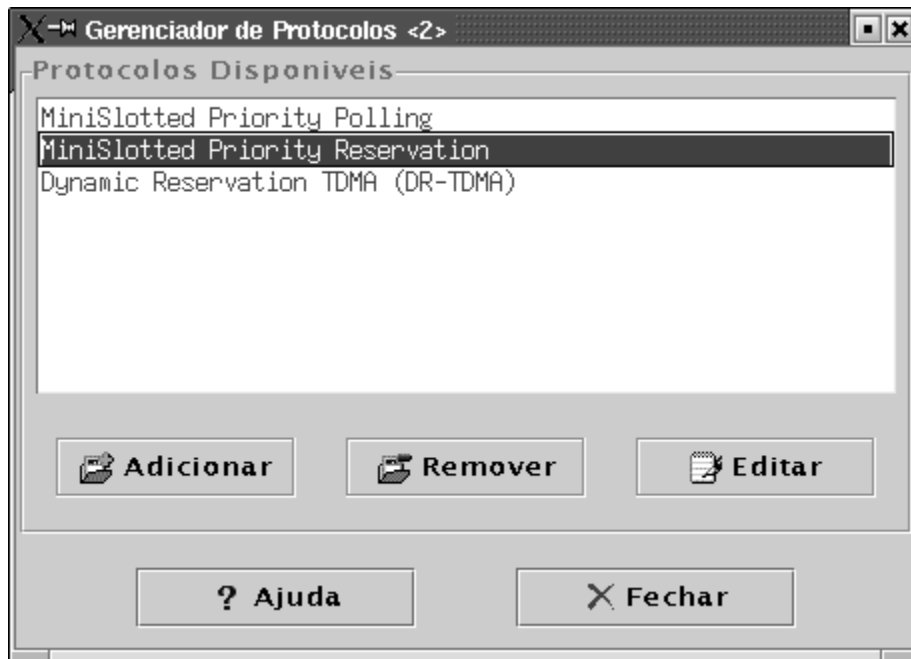 Gerenciador de Protocolos <2>
Protocolos Disponiveis
MiniSlotted Priority Polling
MiniSlotted Priority Reservation
Dynamic Reservation TDMA (DR-TDMA)
Adicionar Remover Editar
? Ajuda Fechar